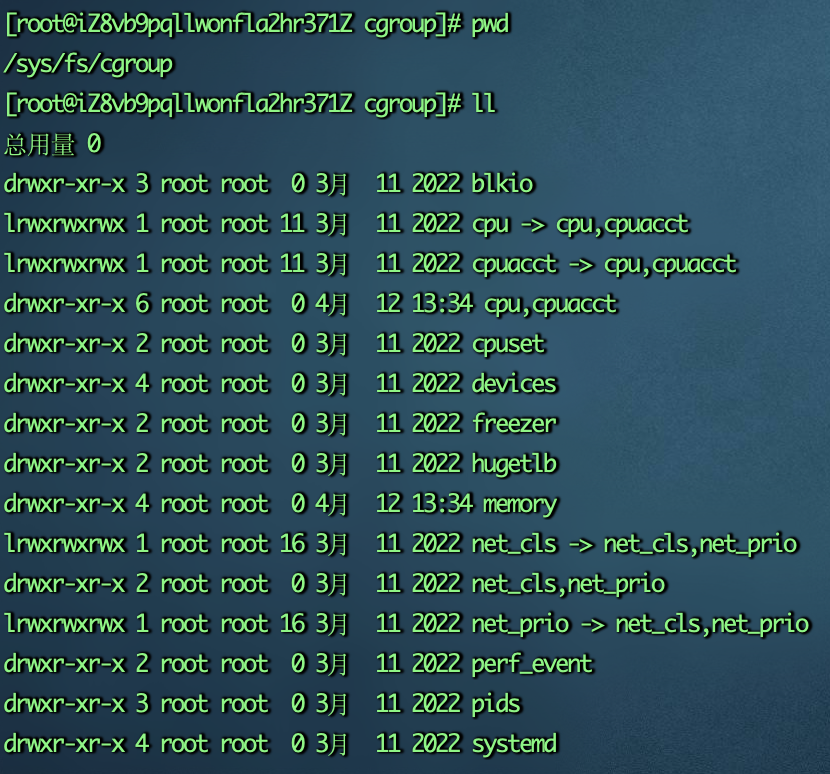 [root@iZ8vb9pqllwonfla2hr371Z cgroup]# pwd
/sys/fs/cgroup
[root@iZ8vb9pqllwonfla2hr371Z cgroup]# ll
总用量 0
drwxr-xr-x 3 root root  0 3月  11 2022 blkio
lrwxrwxrwx 1 root root 11 3月  11 2022 cpu -> cpu,cpuacct
lrwxrwxrwx 1 root root 11 3月  11 2022 cpuacct -> cpu,cpuacct
drwxr-xr-x 6 root root  0 4月  12 13:34 cpu,cpuacct
drwxr-xr-x 2 root root  0 3月  11 2022 cpuset
drwxr-xr-x 4 root root  0 3月  11 2022 devices
drwxr-xr-x 2 root root  0 3月  11 2022 freezer
drwxr-xr-x 2 root root  0 3月  11 2022 hugetlb
drwxr-xr-x 4 root root  0 4月  12 13:34 memory
lrwxrwxrwx 1 root root 16 3月  11 2022 net_cls -> net_cls,net_prio
drwxr-xr-x 2 root root  0 3月  11 2022 net_cls,net_prio
lrwxrwxrwx 1 root root 16 3月  11 2022 net_prio -> net_cls,net_prio
drwxr-xr-x 2 root root  0 3月  11 2022 perf_event
drwxr-xr-x 3 root root  0 3月  11 2022 pids
drwxr-xr-x 4 root root  0 3月  11 2022 systemd